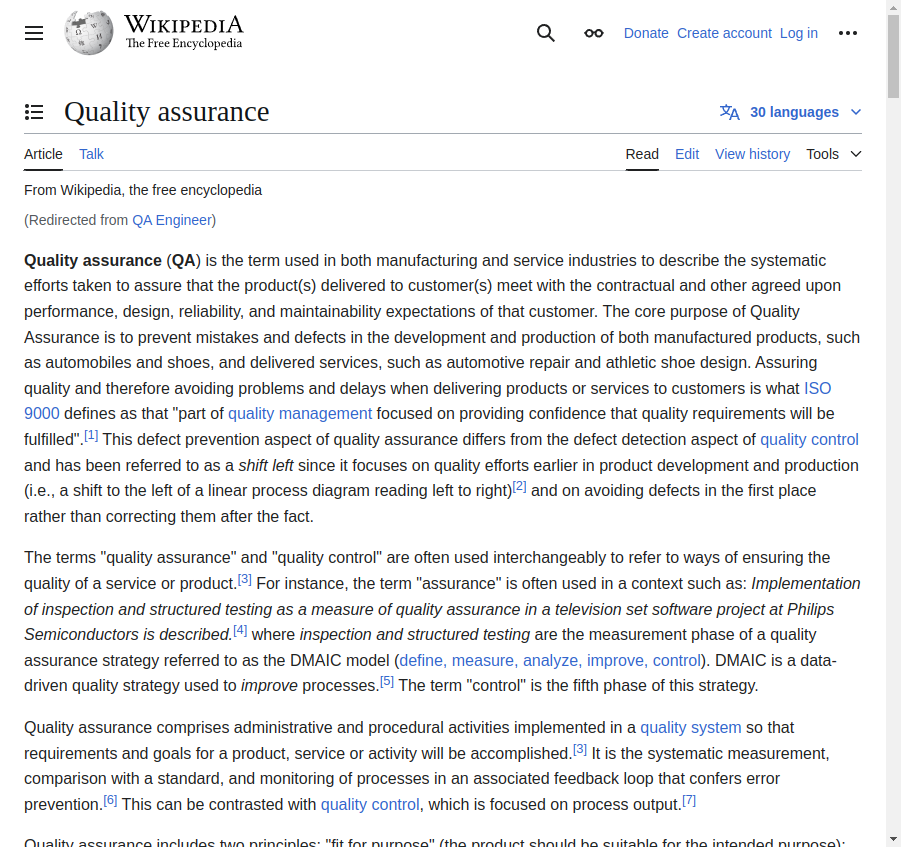 WIKIPEDIA
The Free Encyclopedia
Donate Create account Log in
Quality assurance
30 languages
Article Talk Read Edit View history Tools
From Wikipedia, the free encyclopedia
(Redirected from QA Engineer)
Quality assurance (QA) is the term used in both manufacturing and service industries to describe the systematic
efforts taken to assure that the product(s) delivered to customer(s) meet with the contractual and other agreed upon
performance, design, reliability, and maintainability expectations of that customer. The core purpose of Quality
Assurance is to prevent mistakes and defects in the development and production of both manufactured products, such
as automobiles and shoes, and delivered services, such as automotive repair and athletic shoe design. Assuring
quality and therefore avoiding problems and delays when delivering products or services to customers is what ISO
9000 defines as that "part of quality management focused on providing confidence that quality requirements will be
fulfilled".[1] This defect prevention aspect of quality assurance differs from the defect detection aspect of quality control
and has been referred to as a shift left since it focuses on quality efforts earlier in product development and production
(i.e., a shift to the left of a linear process diagram reading left to right)[2] and on avoiding defects in the first place
rather than correcting them after the fact.
The terms "quality assurance" and "quality control" are often used interchangeably to refer to ways of ensuring the
quality of a service or product.[3] For instance, the term "assurance" is often used in a context such as: Implementation
of inspection and structured testing as a measure of quality assurance in a television set software project at Philips
Semiconductors is described.[4] where inspection and structured testing are the measurement phase of a quality
assurance strategy referred to as the DMAIC model (define, measure, analyze, improve, control). DMAIC is a data-
driven quality strategy used to improve processes.[5] The term "control" is the fifth phase of this strategy.
Quality assurance comprises administrative and procedural activities implemented in a quality system so that
requirements and goals for a product, service or activity will be accomplished.[3] It is the systematic measurement,
comparison with a standard, and monitoring of processes in an associated feedback loop that confers error
prevention.[6] This can be contrasted with quality control, which is focused on process output.[7]
Quality assurance includes two principles: "fit for purpose" (the product should be suitable for the intended purpose);